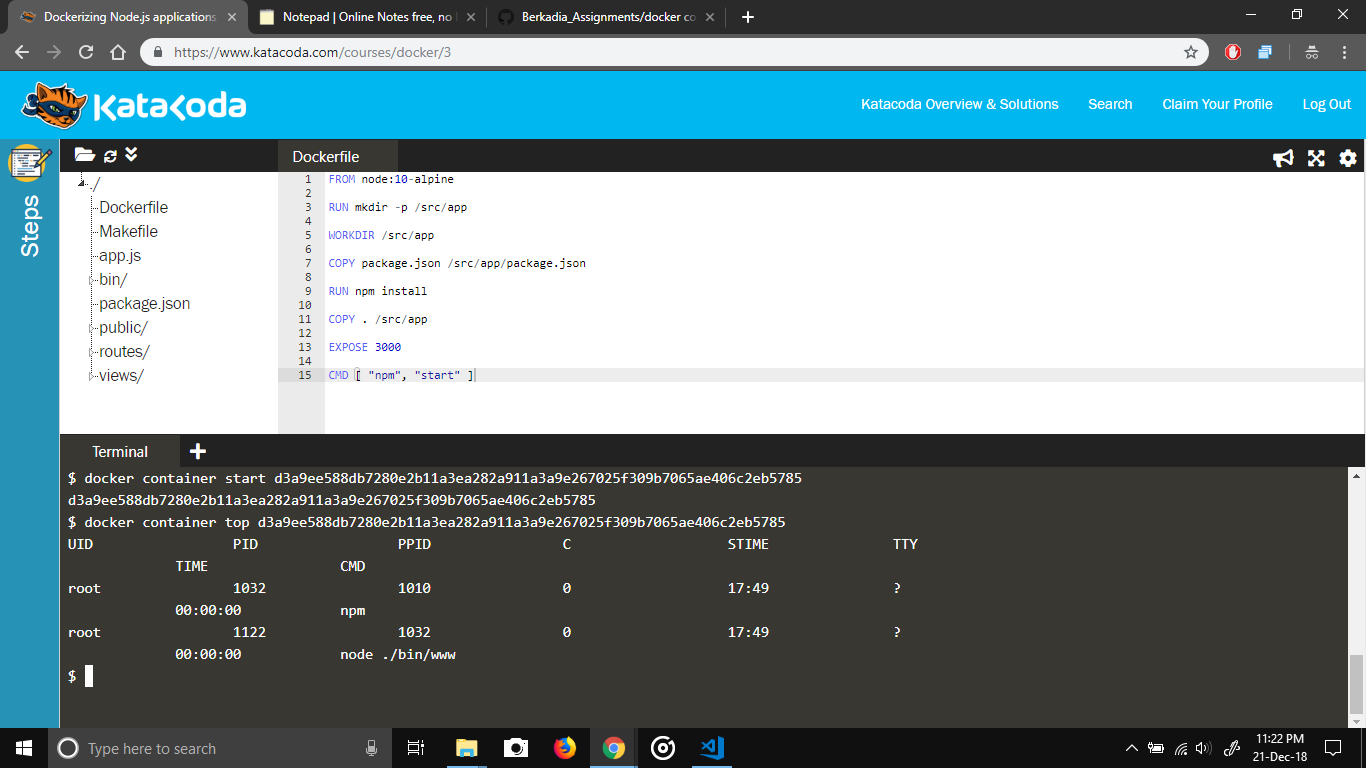 Dockerizing Node.js applications
Notepad | Online Notes free, no
Berkadia_Assignments/docker co
https://www.katacoda.com/courses/docker/3
KataKoda
Katacoda Overview & Solutions
Search
Claim Your Profile
Log Out
Steps
./
Dockerfile
Makefile
app.js
bin/
package.json
public/
routes/
views/
Dockerfile
1 FROM node:10-alpine
2
3 RUN mkdir -p /src/app
4
5 WORKDIR /src/app
6
7 COPY package.json /src/app/package.json
8
9 RUN npm install
10
11 COPY . /src/app
12
13 EXPOSE 3000
14
15 CMD [ "npm", "start" ]
Terminal
$ docker container start d3a9ee588db7280e2b11a3ea282a911a3a9e267025f309b7065ae406c2eb5785
d3a9ee588db7280e2b11a3ea282a911a3a9e267025f309b7065ae406c2eb5785
$ docker container top d3a9ee588db7280e2b11a3ea282a911a3a9e267025f309b7065ae406c2eb5785
UID PID PPID C STIME TTY
TIME CMD
root 1032 1010 0 17:49 ?
00:00:00 npm
root 1122 1032 0 17:49 ?
00:00:00 node ./bin/www
$
Type here to search
11:22 PM
21-Dec-18